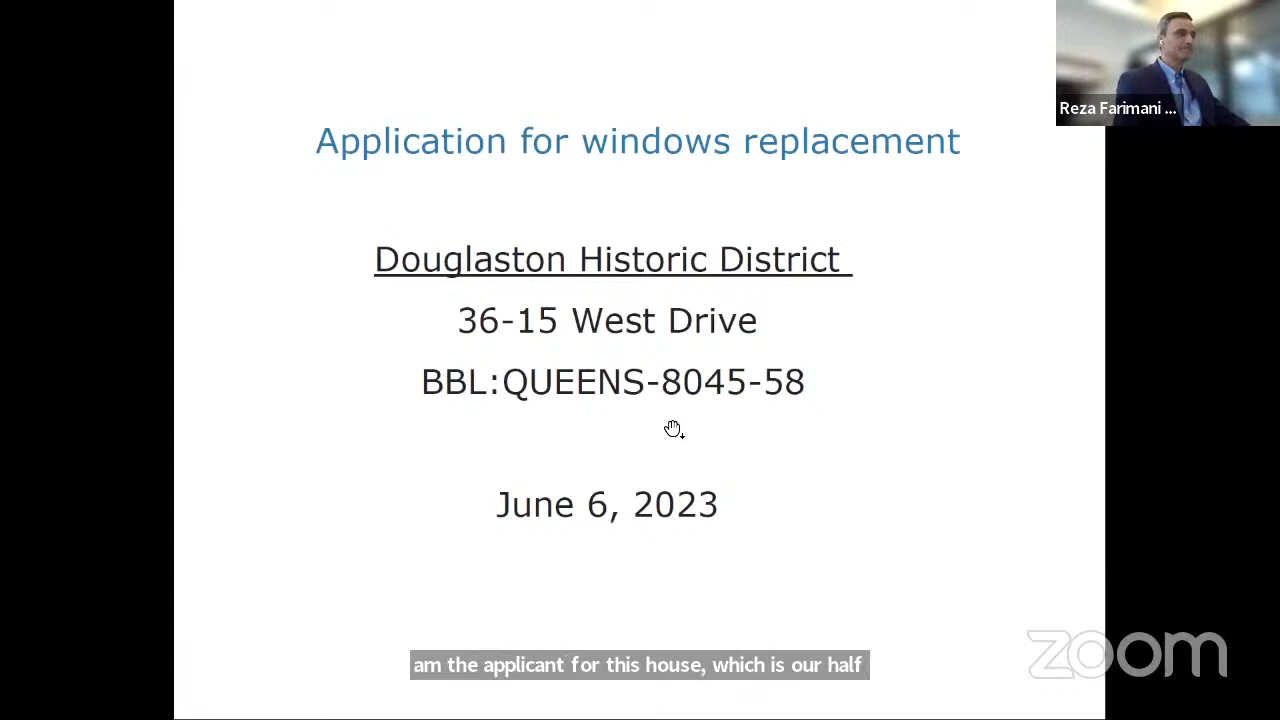 Reza Farimani ...
Application for windows replacement
Douglaston Historic District
36-15 West Drive
BBL:QUEENS-8045-58
June 6, 2023
am the applicant for this house, which is our half
zoom